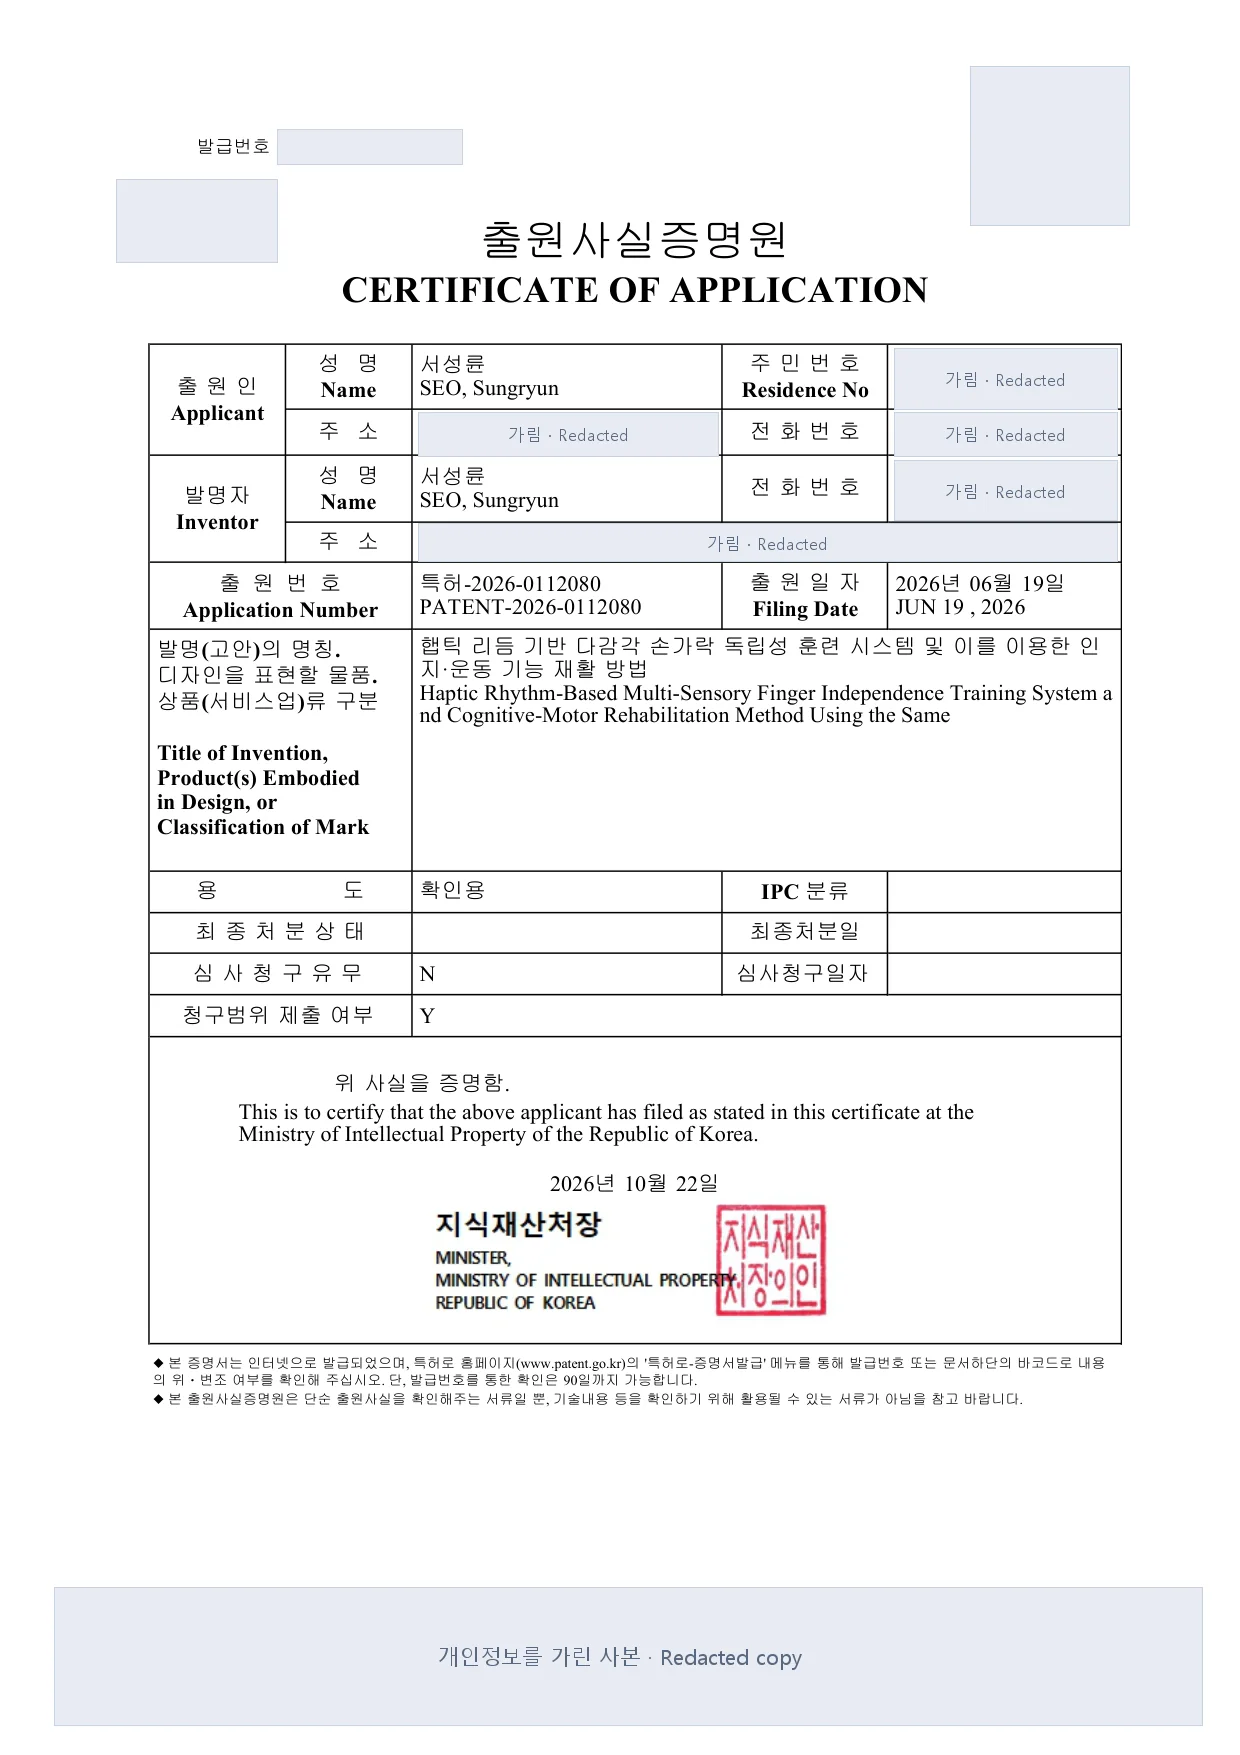 발급번호
출원사실증명원
CERTIFICATE OF APPLICATION
출 원 인
Applicant
성 명
Name
서성륜
SEO, Sungryun
주 민 번 호
Residence No
가림 · Redacted
주 소
가림 · Redacted
전 화 번 호
가림 · Redacted
발명자
Inventor
성 명
Name
서성륜
SEO, Sungryun
전 화 번 호
가림 · Redacted
주 소
가림 · Redacted
출 원 번 호
Application Number
특허-2026-0112080
PATENT-2026-0112080
출 원 일 자
Filing Date
2026년 06월 19일
JUN 19 , 2026
발명(고안)의 명칭.
디자인을 표현할 물품.
상품(서비스업)류 구분
Title of Invention,
Product(s) Embodied
in Design, or
Classification of Mark
햅틱 리듬 기반 다감각 손가락 독립성 훈련 시스템 및 이를 이용한 인
지·운동 기능 재활 방법
Haptic Rhythm-Based Multi-Sensory Finger Independence Training System a
nd Cognitive-Motor Rehabilitation Method Using the Same
용 도
확인용
IPC 분류
최 종 처 분 상 태
최종처분일
심 사 청 구 유 무
N
심사청구일자
청구범위 제출 여부
Y
위 사실을 증명함.
This is to certify that the above applicant has filed as stated in this certificate at the
Ministry of Intellectual Property of the Republic of Korea.
2026년 10월 22일
지식재산처장
MINISTER,
MINISTRY OF INTELLECTUAL PROPERTY
REPUBLIC OF KOREA
지식재산
처장의인
◆ 본 증명서는 인터넷으로 발급되었으며, 특허로 홈페이지(www.patent.go.kr)의 '특허로-증명서발급' 메뉴를 통해 발급번호 또는 문서하단의 바코드로 내용
의 위·변조 여부를 확인해 주십시오. 단, 발급번호를 통한 확인은 90일까지 가능합니다.
◆ 본 출원사실증명원은 단순 출원사실을 확인해주는 서류일 뿐, 기술내용 등을 확인하기 위해 활용될 수 있는 서류가 아님을 참고 바랍니다.
개인정보를 가린 사본 · Redacted copy